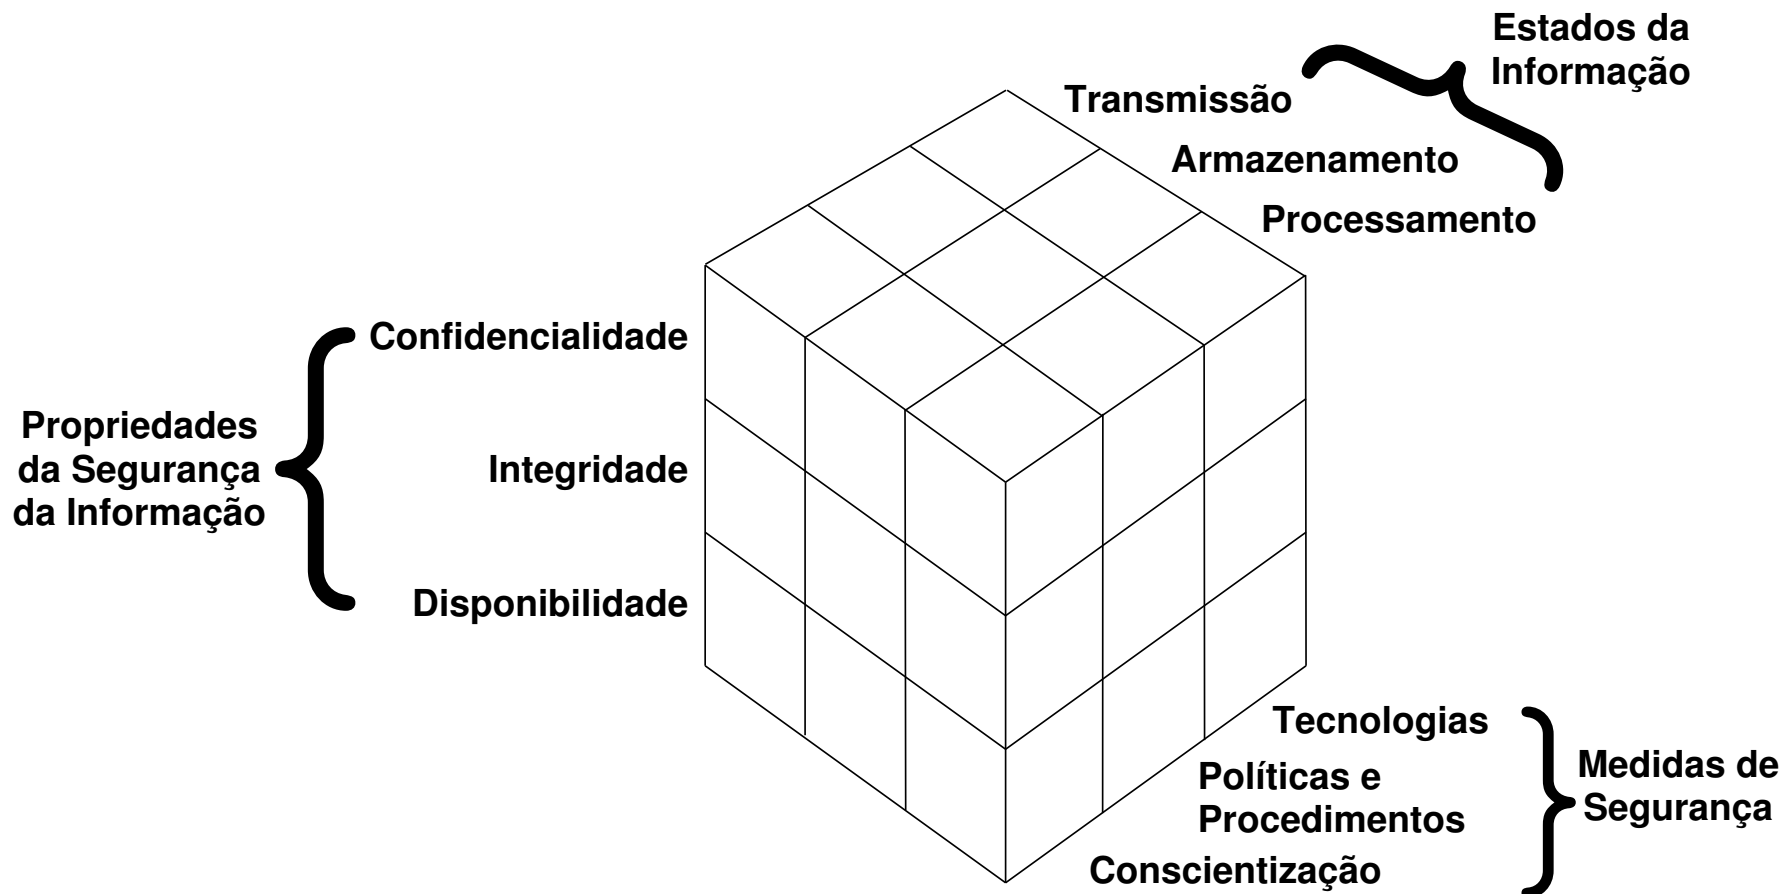 Estados da
Informação
Transmissão
Armazenamento
Processamento
Confidencialidade
Propriedades
da Segurança
da Informação
Integridade
Disponibilidade
Tecnologias
Políticas e
Procedimentos
Conscientização
Medidas de
Segurança